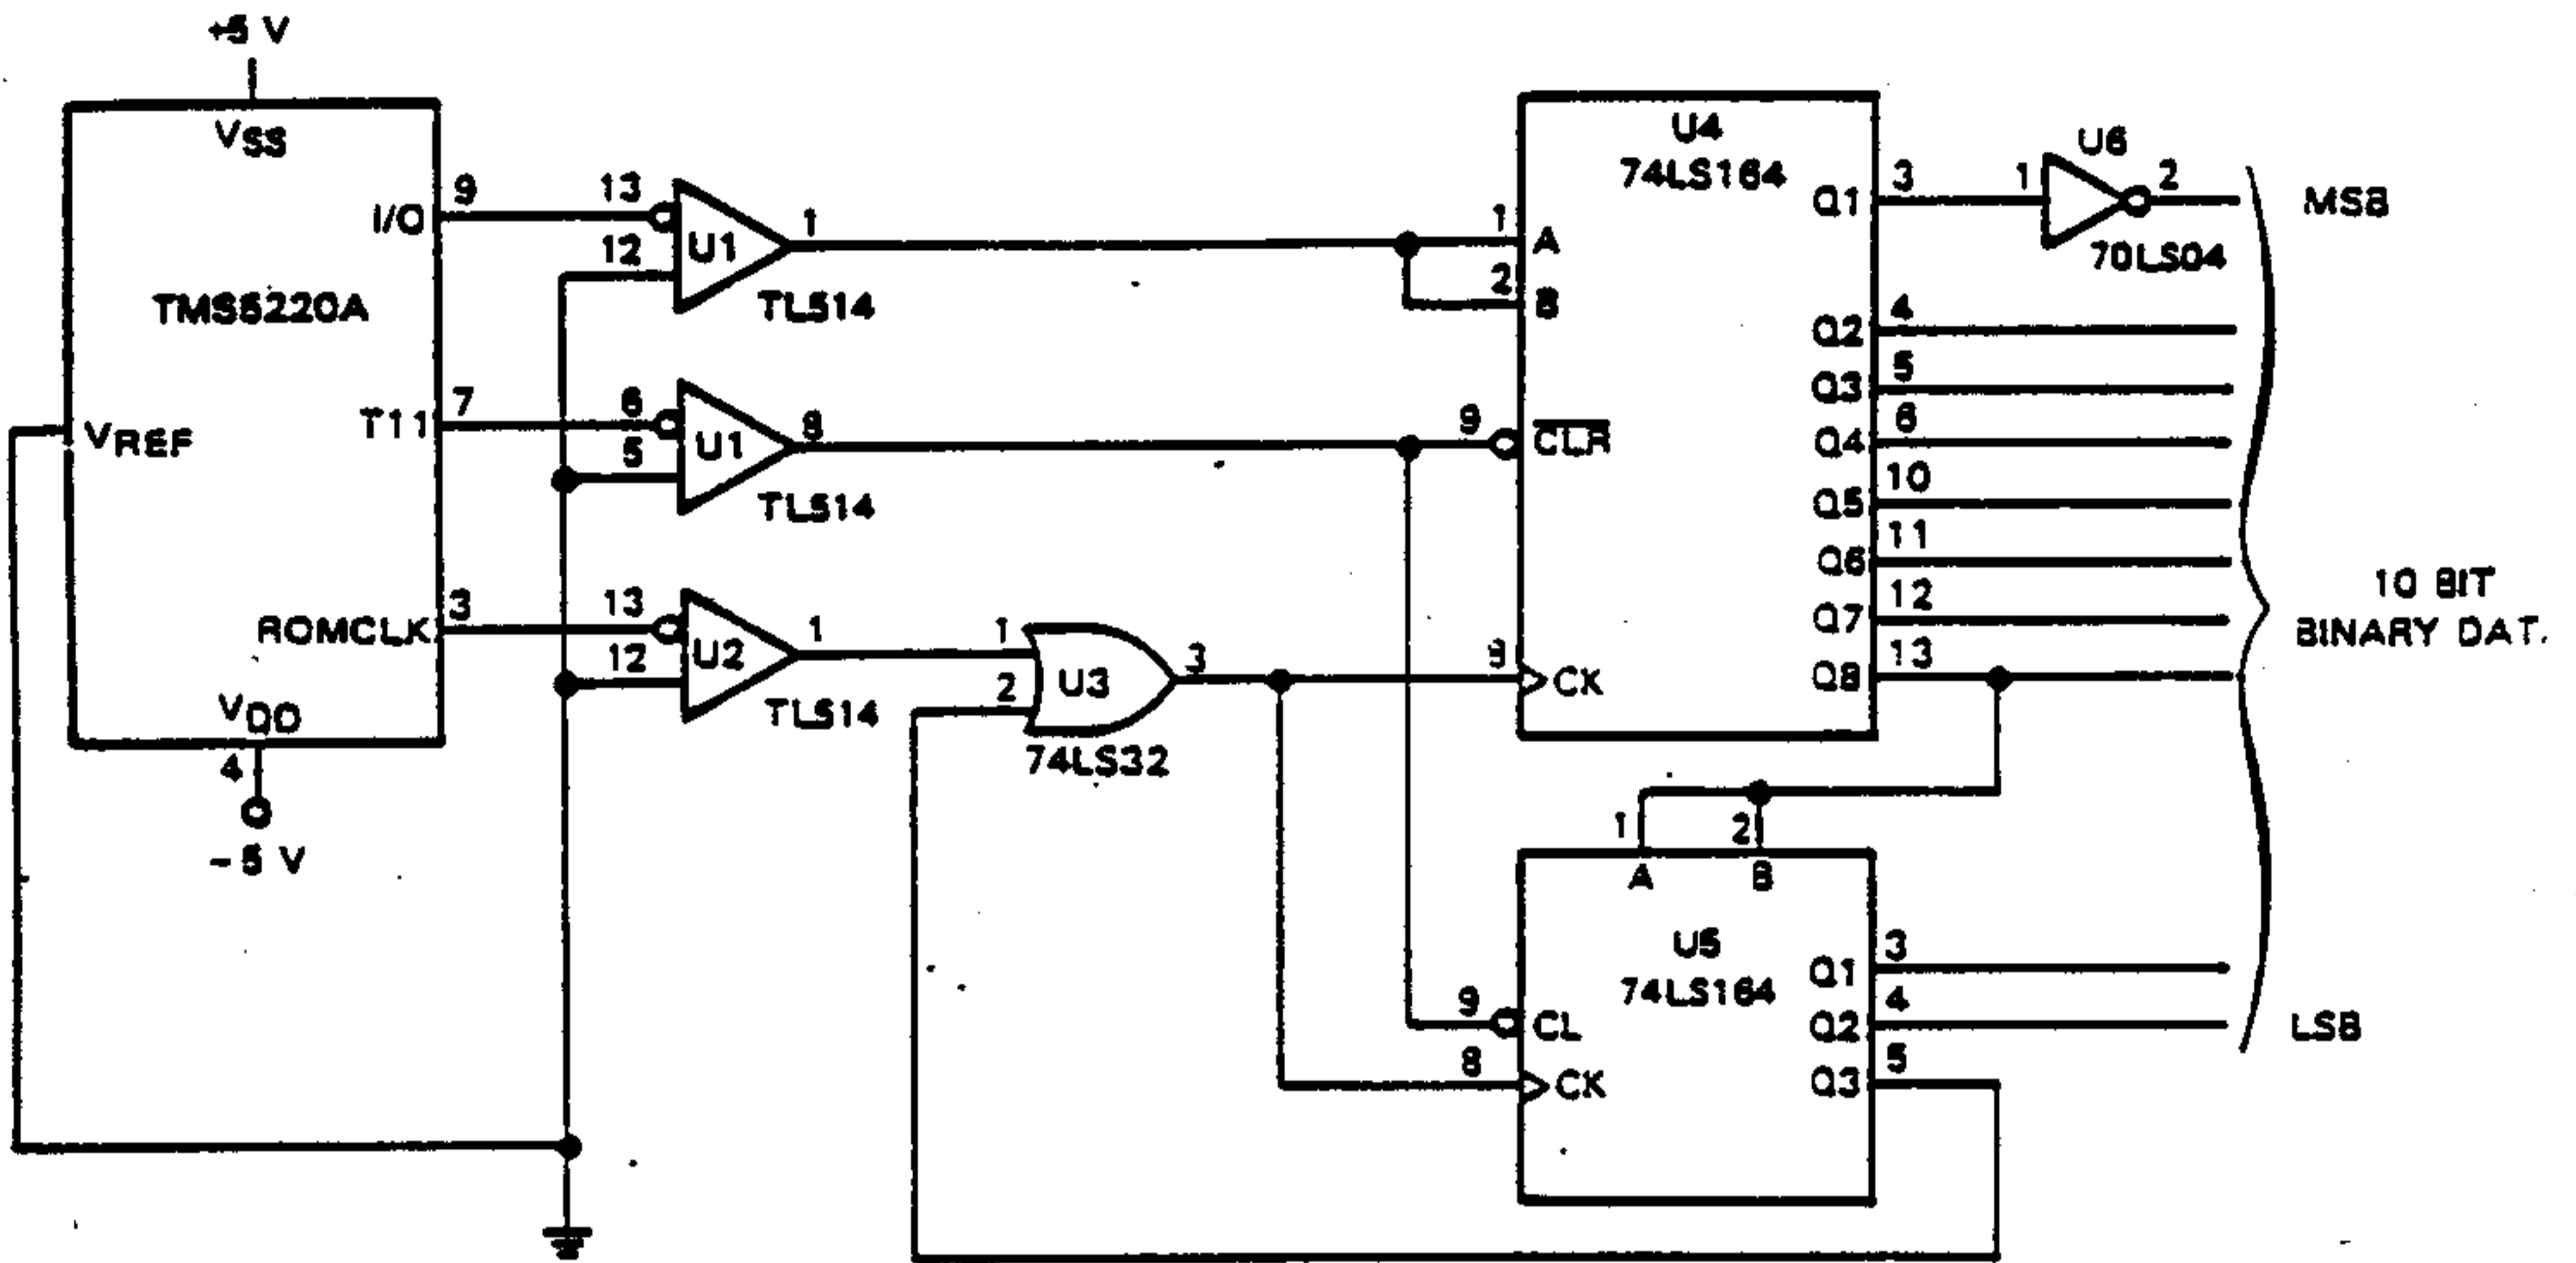 +5 V
VSS
I/O
9
TMS5220A
T11
7
VREF
ROMCLK
3
VDD
4
-5 V
13
12
U1
1
TL514
6
5
U1
8
TL514
13
12
U2
1
TL514
1
2
U3
3
74LS32
U4
74LS164
1
A
2
B
9
CLR
CK
Q1
3
Q2
4
Q3
5
Q4
6
Q5
10
Q6
11
Q7
12
Q8
13
U6
1
2
70LS04
MSB
10 BIT
BINARY DAT.
LSB
1
2
A
B
U5
74LS164
9
CL
8
CK
Q1
3
Q2
4
Q3
5